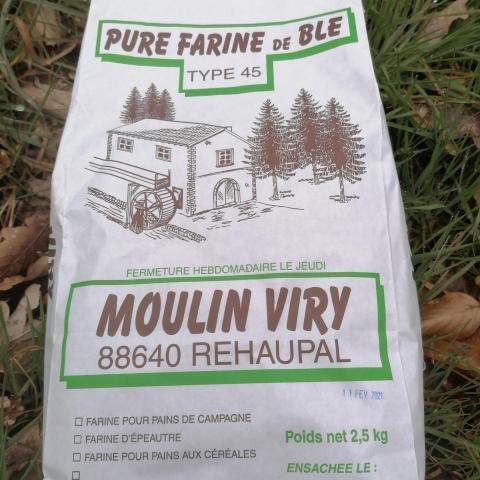 PURE FARINE DE BLE
TYPE 45
FERMETURE HEBDOMADAIRE LE JEUDI
MOULIN VIRY
88640 REHAUPAL
11 FEV. 2021
☐ FARINE POUR PAINS DE CAMPAGNE
☐ FARINE D'ÉPEAUTRE
☐ FARINE POUR PAINS AUX CÉRÉALES
☐
Poids net 2,5 kg
ENSACHEE LE :